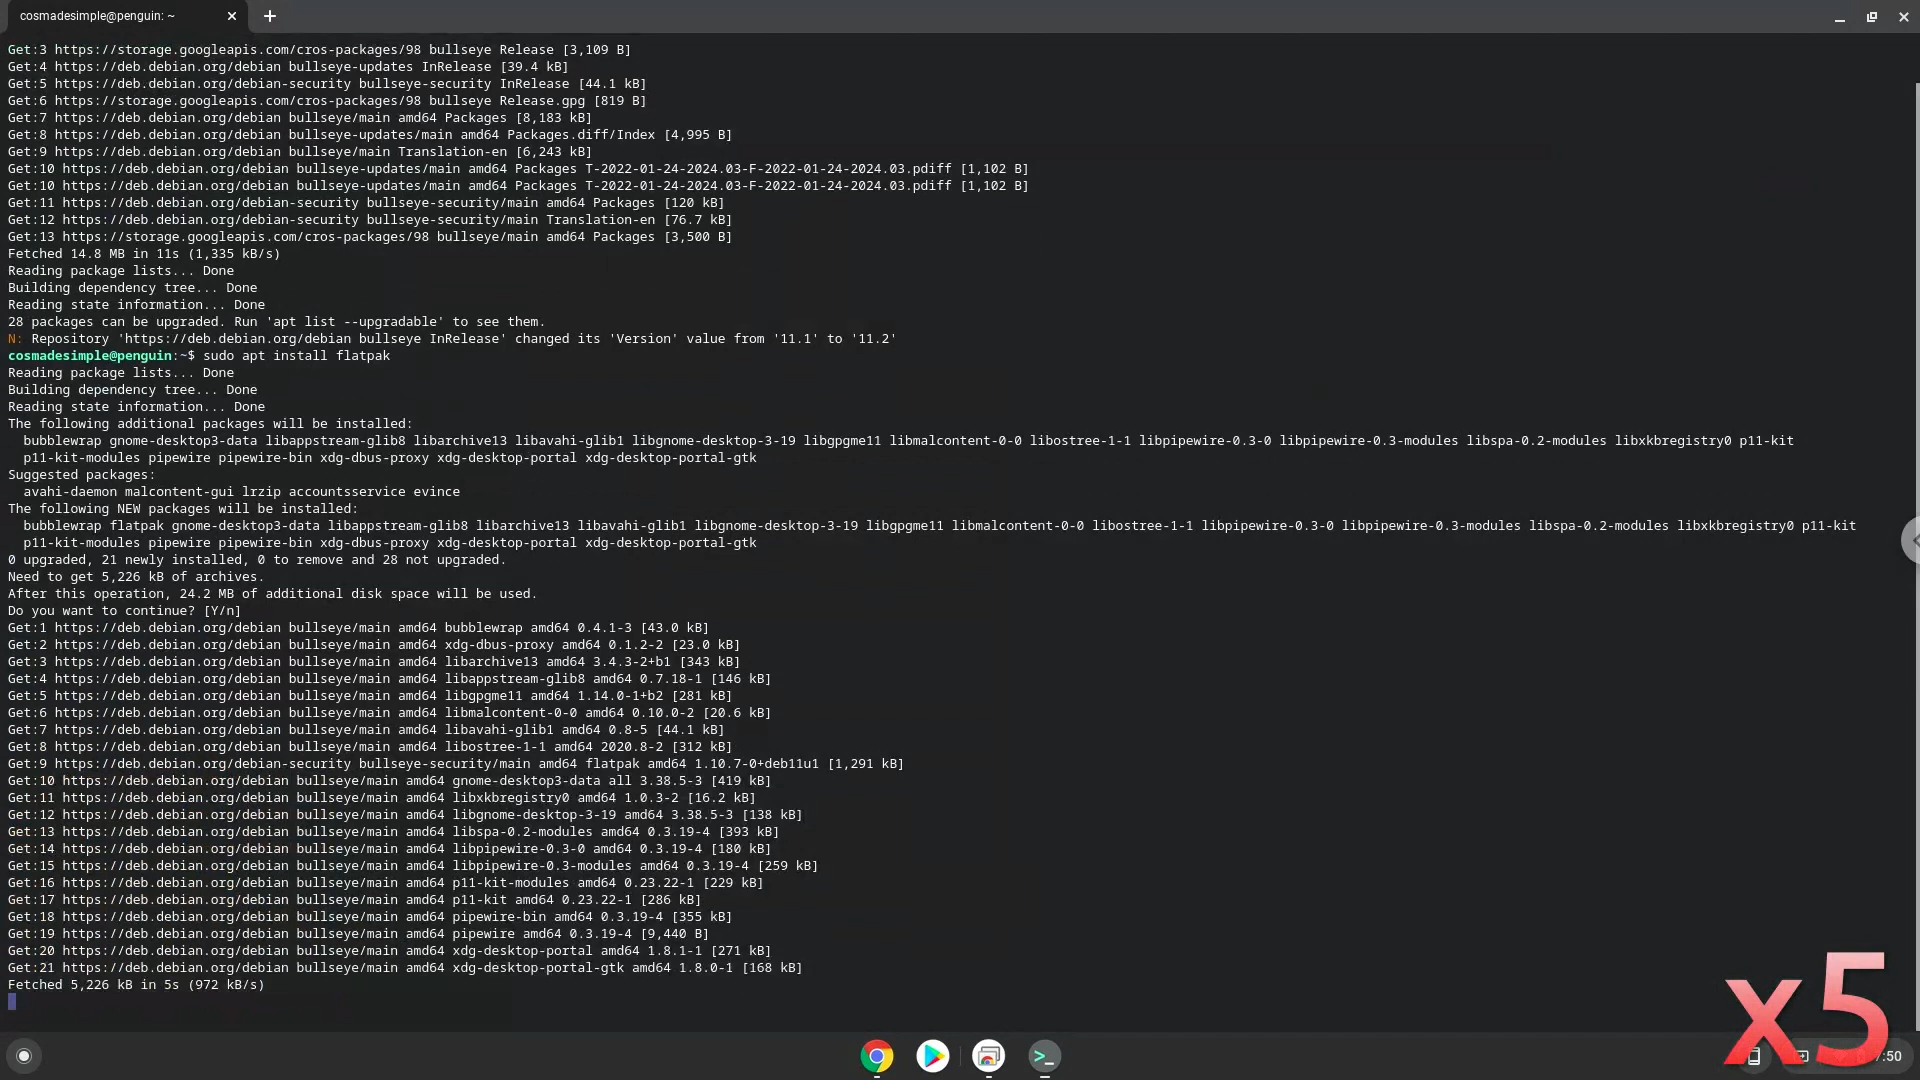 cosmadesimple@penguin: ~
Get:3 https://storage.googleapis.com/cros-packages/98 bullseye Release [3,109 B]
Get:4 https://deb.debian.org/debian bullseye-updates InRelease [39.4 kB]
Get:5 https://deb.debian.org/debian-security bullseye-security InRelease [44.1 kB]
Get:6 https://storage.googleapis.com/cros-packages/98 bullseye Release.gpg [819 B]
Get:7 https://deb.debian.org/debian bullseye/main amd64 Packages [8,183 kB]
Get:8 https://deb.debian.org/debian bullseye-updates/main amd64 Packages.diff/Index [4,995 B]
Get:9 https://deb.debian.org/debian bullseye/main Translation-en [6,243 kB]
Get:10 https://deb.debian.org/debian bullseye-updates/main amd64 Packages T-2022-01-24-2024.03-F-2022-01-24-2024.03.pdiff [1,102 B]
Get:10 https://deb.debian.org/debian bullseye-updates/main amd64 Packages T-2022-01-24-2024.03-F-2022-01-24-2024.03.pdiff [1,102 B]
Get:11 https://deb.debian.org/debian-security bullseye-security/main amd64 Packages [120 kB]
Get:12 https://deb.debian.org/debian-security bullseye-security/main Translation-en [76.7 kB]
Get:13 https://storage.googleapis.com/cros-packages/98 bullseye/main amd64 Packages [3,500 B]
Fetched 14.8 MB in 11s (1,335 kB/s)
Reading package lists... Done
Building dependency tree... Done
Reading state information... Done
28 packages can be upgraded. Run 'apt list --upgradable' to see them.
N: Repository 'https://deb.debian.org/debian bullseye InRelease' changed its 'Version' value from '11.1' to '11.2'
cosmadesimple@penguin:~$ sudo apt install flatpak
Reading package lists... Done
Building dependency tree... Done
Reading state information... Done
The following additional packages will be installed:
bubblewrap gnome-desktop3-data libappstream-glib8 libarchive13 libavahi-glib1 libgnome-desktop-3-19 libgpgme11 libmalcontent-0-0 libostree-1-1 libpipewire-0.3-0 libpipewire-0.3-modules libspa-0.2-modules libxkbregistry0 p11-kit
p11-kit-modules pipewire pipewire-bin xdg-dbus-proxy xdg-desktop-portal xdg-desktop-portal-gtk
Suggested packages:
avahi-daemon malcontent-gui lrzip accountsservice evince
The following NEW packages will be installed:
bubblewrap flatpak gnome-desktop3-data libappstream-glib8 libarchive13 libavahi-glib1 libgnome-desktop-3-19 libgpgme11 libmalcontent-0-0 libostree-1-1 libpipewire-0.3-0 libpipewire-0.3-modules libspa-0.2-modules libxkbregistry0 p11-kit
p11-kit-modules pipewire pipewire-bin xdg-dbus-proxy xdg-desktop-portal xdg-desktop-portal-gtk
0 upgraded, 21 newly installed, 0 to remove and 28 not upgraded.
Need to get 5,226 kB of archives.
After this operation, 24.2 MB of additional disk space will be used.
Do you want to continue? [Y/n]
Get:1 https://deb.debian.org/debian bullseye/main amd64 bubblewrap amd64 0.4.1-3 [43.0 kB]
Get:2 https://deb.debian.org/debian bullseye/main amd64 xdg-dbus-proxy amd64 0.1.2-2 [23.0 kB]
Get:3 https://deb.debian.org/debian bullseye/main amd64 libarchive13 amd64 3.4.3-2+b1 [343 kB]
Get:4 https://deb.debian.org/debian bullseye/main amd64 libappstream-glib8 amd64 0.7.18-1 [146 kB]
Get:5 https://deb.debian.org/debian bullseye/main amd64 libgpgme11 amd64 1.14.0-1+b2 [281 kB]
Get:6 https://deb.debian.org/debian bullseye/main amd64 libmalcontent-0-0 amd64 0.10.0-2 [20.6 kB]
Get:7 https://deb.debian.org/debian bullseye/main amd64 libavahi-glib1 amd64 0.8-5 [44.1 kB]
Get:8 https://deb.debian.org/debian bullseye/main amd64 libostree-1-1 amd64 2020.8-2 [312 kB]
Get:9 https://deb.debian.org/debian-security bullseye-security/main amd64 flatpak amd64 1.10.7-0+deb11u1 [1,291 kB]
Get:10 https://deb.debian.org/debian bullseye/main amd64 gnome-desktop3-data all 3.38.5-3 [419 kB]
Get:11 https://deb.debian.org/debian bullseye/main amd64 libxkbregistry0 amd64 1.0.3-2 [16.2 kB]
Get:12 https://deb.debian.org/debian bullseye/main amd64 libgnome-desktop-3-19 amd64 3.38.5-3 [138 kB]
Get:13 https://deb.debian.org/debian bullseye/main amd64 libspa-0.2-modules amd64 0.3.19-4 [393 kB]
Get:14 https://deb.debian.org/debian bullseye/main amd64 libpipewire-0.3-0 amd64 0.3.19-4 [180 kB]
Get:15 https://deb.debian.org/debian bullseye/main amd64 libpipewire-0.3-modules amd64 0.3.19-4 [259 kB]
Get:16 https://deb.debian.org/debian bullseye/main amd64 p11-kit-modules amd64 0.23.22-1 [229 kB]
Get:17 https://deb.debian.org/debian bullseye/main amd64 p11-kit amd64 0.23.22-1 [286 kB]
Get:18 https://deb.debian.org/debian bullseye/main amd64 pipewire-bin amd64 0.3.19-4 [355 kB]
Get:19 https://deb.debian.org/debian bullseye/main amd64 pipewire amd64 0.3.19-4 [9,440 B]
Get:20 https://deb.debian.org/debian bullseye/main amd64 xdg-desktop-portal amd64 1.8.1-1 [271 kB]
Get:21 https://deb.debian.org/debian bullseye/main amd64 xdg-desktop-portal-gtk amd64 1.8.0-1 [168 kB]
Fetched 5,226 kB in 5s (972 kB/s)
x5